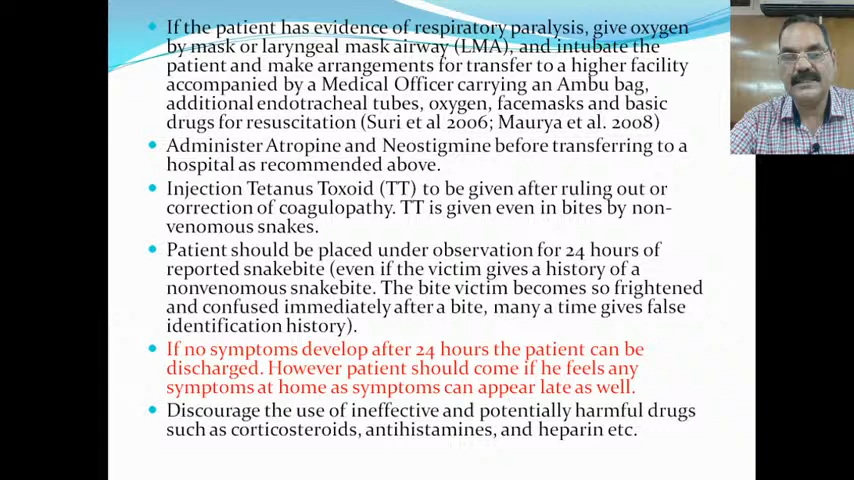 If the patient has evidence of respiratory paralysis, give oxygen
by mask or laryngeal mask airway (LMA), and intubate the
patient and make arrangements for transfer to a higher facility
accompanied by a Medical Officer carrying an Ambu bag,
additional endotracheal tubes, oxygen, facemasks and basic
drugs for resuscitation (Suri et al 2006; Maurya et al. 2008)
Administer Atropine and Neostigmine before transferring to a
hospital as recommended above.
Injection Tetanus Toxoid (TT) to be given after ruling out or
correction of coagulopathy. TT is given even in bites by non-
venomous snakes.
Patient should be placed under observation for 24 hours of
reported snakebite (even if the victim gives a history of a
nonvenomous snakebite. The bite victim becomes so frightened
and confused immediately after a bite, many a time gives false
identification history).
If no symptoms develop after 24 hours the patient can be
discharged. However patient should come if he feels any
symptoms at home as symptoms can appear late as well.
Discourage the use of ineffective and potentially harmful drugs
such as corticosteroids, antihistamines, and heparin etc.